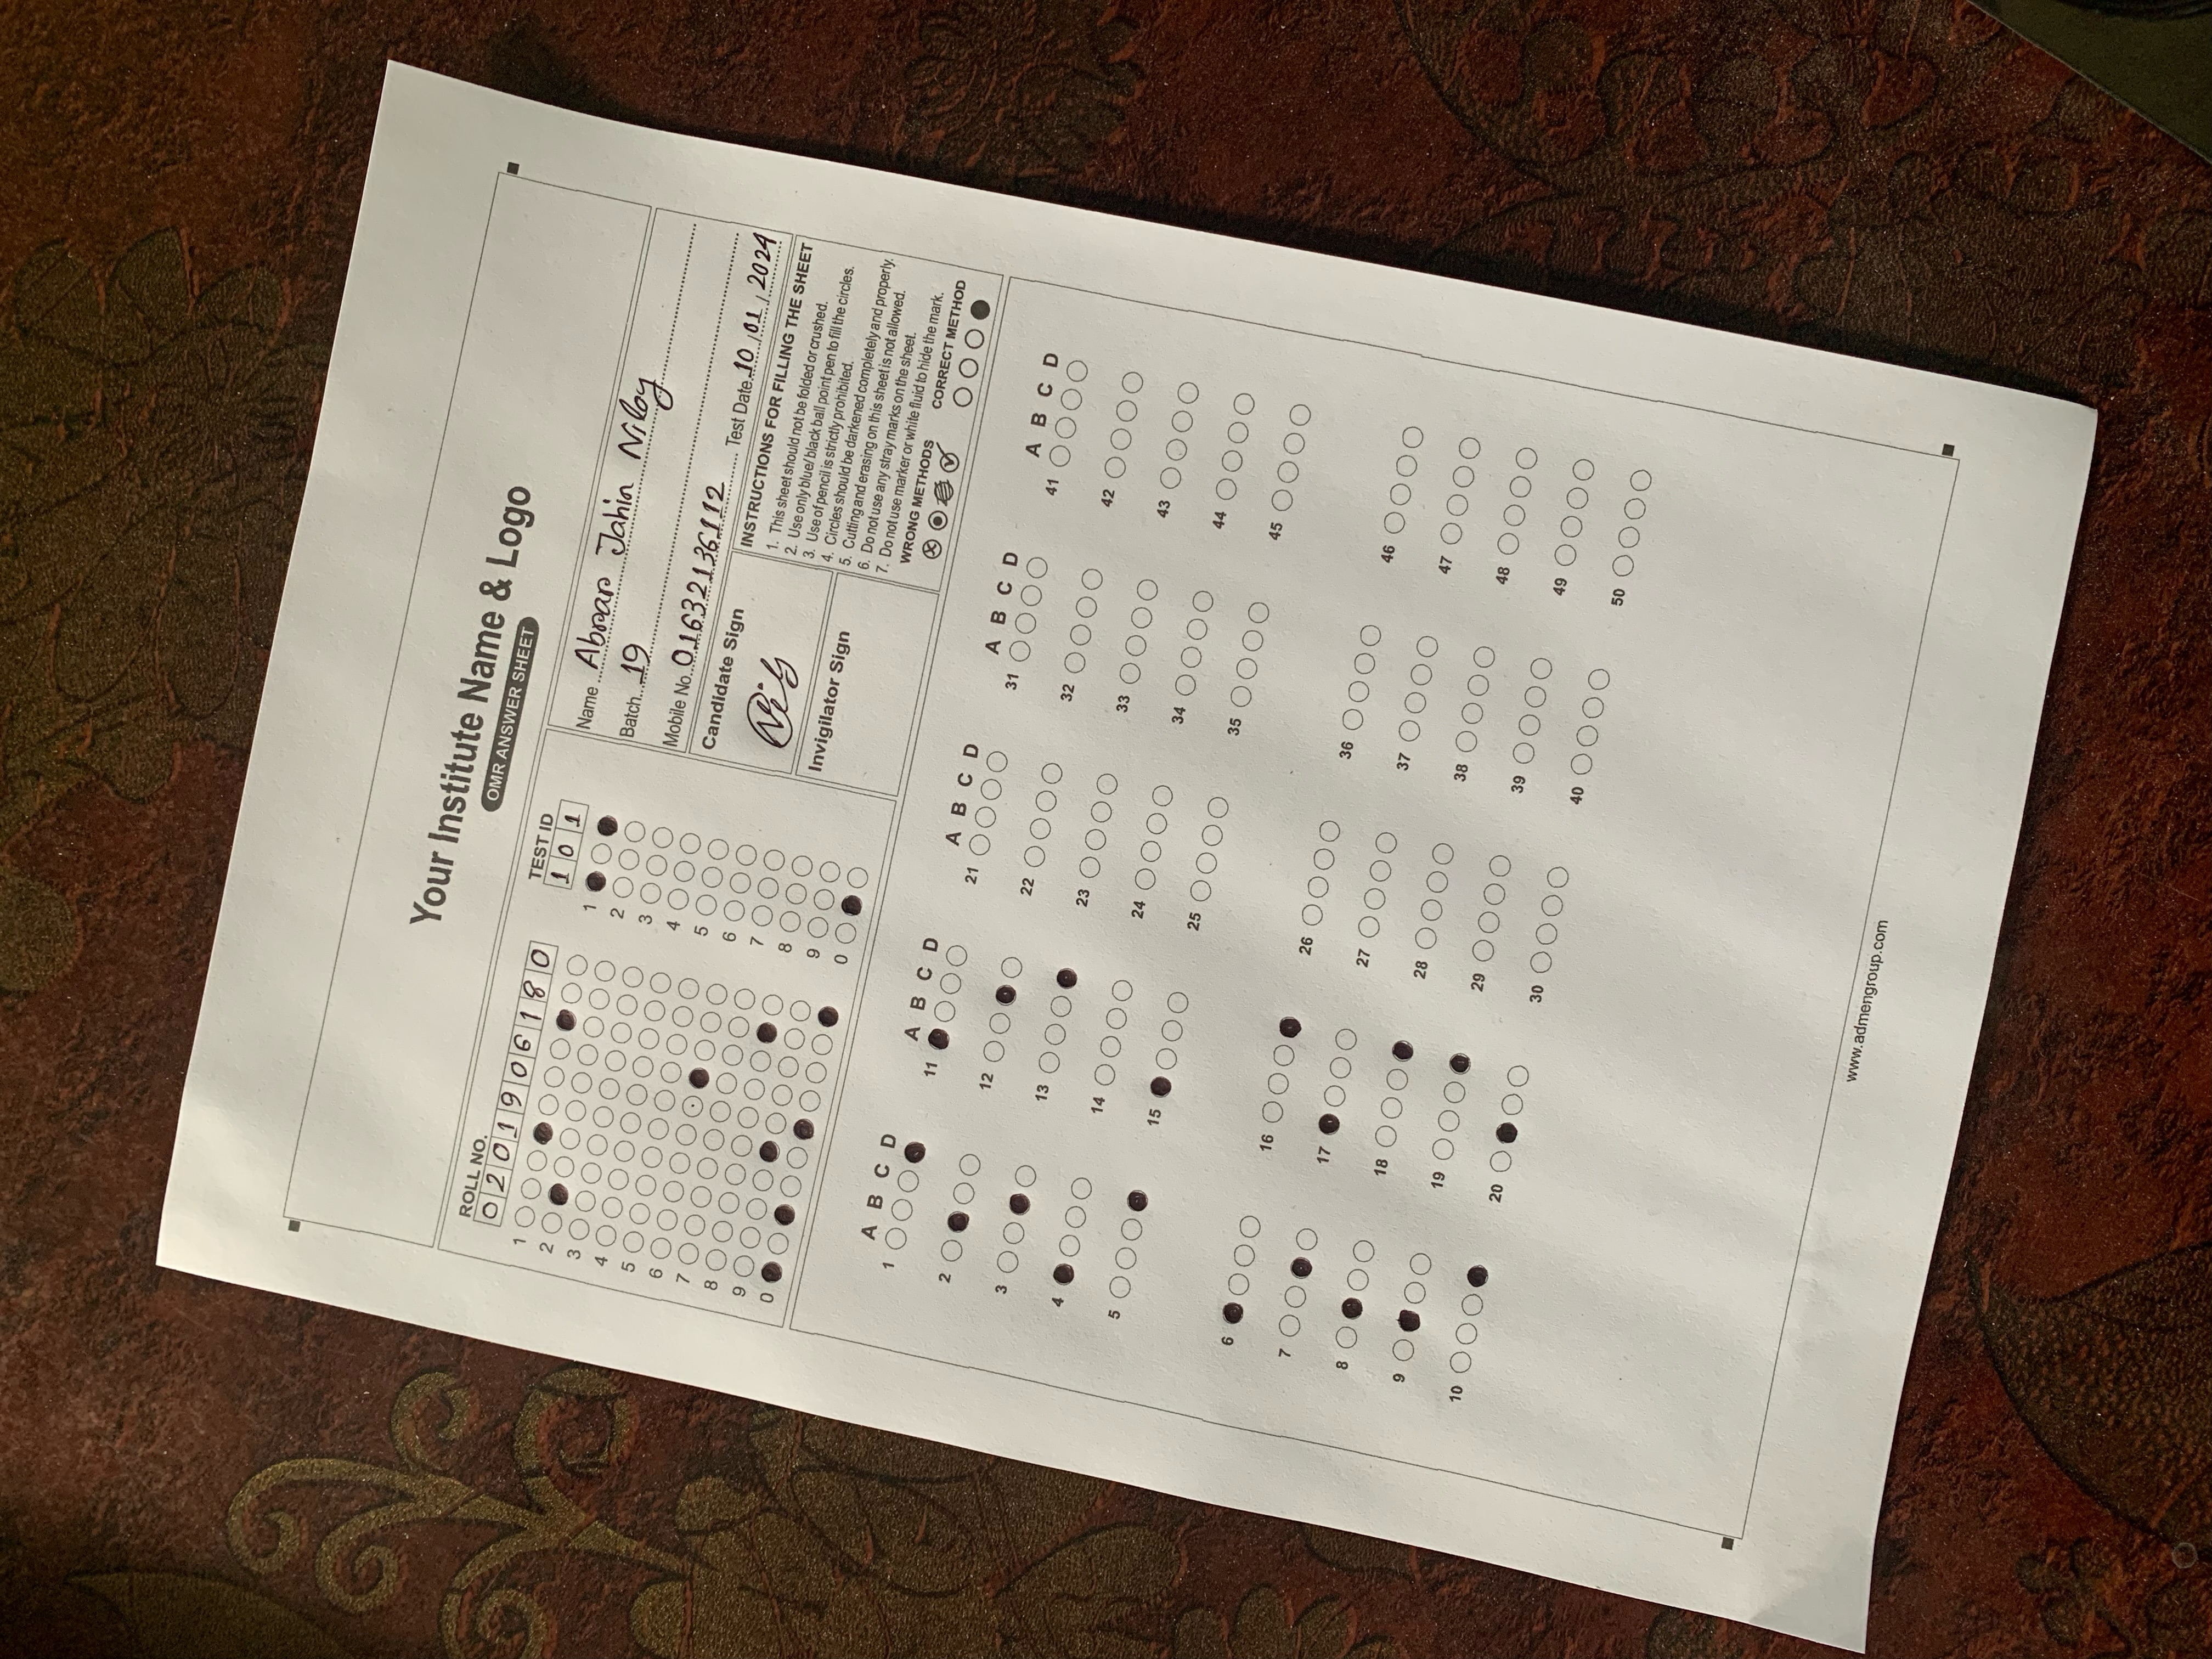 Your Institute Name & Logo
OMR ANSWER SHEET
ROLL NO.
0 2 0 1 9 0 6 1 8 0
1
2
3
4
5
6
7
8
9
0
TEST ID
1 0 1
1
2
3
4
5
6
7
8
9
0
Name Abrar Jahin Niloy
Batch 19
Mobile No. 01632136112 Test Date 10/01/2024
Candidate Sign
Invigilator Sign
INSTRUCTIONS FOR FILLING THE SHEET
1. This sheet should not be folded or crushed.
2. Use only blue/ black ball point pen to fill the circles.
3. Use of pencil is strictly prohibited.
4. Circles should be darkened completely and properly.
5. Cutting and erasing on this sheet is not allowed.
6. Do not use any stray marks on the sheet.
7. Do not use marker or white fluid to hide the mark.
WRONG METHODS
CORRECT METHOD
A B C D
1
2
3
4
5
6
7
8
9
10
A B C D
11
12
13
14
15
16
17
18
19
20
A B C D
21
22
23
24
25
26
27
28
29
30
A B C D
31
32
33
34
35
36
37
38
39
40
A B C D
41
42
43
44
45
46
47
48
49
50
www.admengroup.com